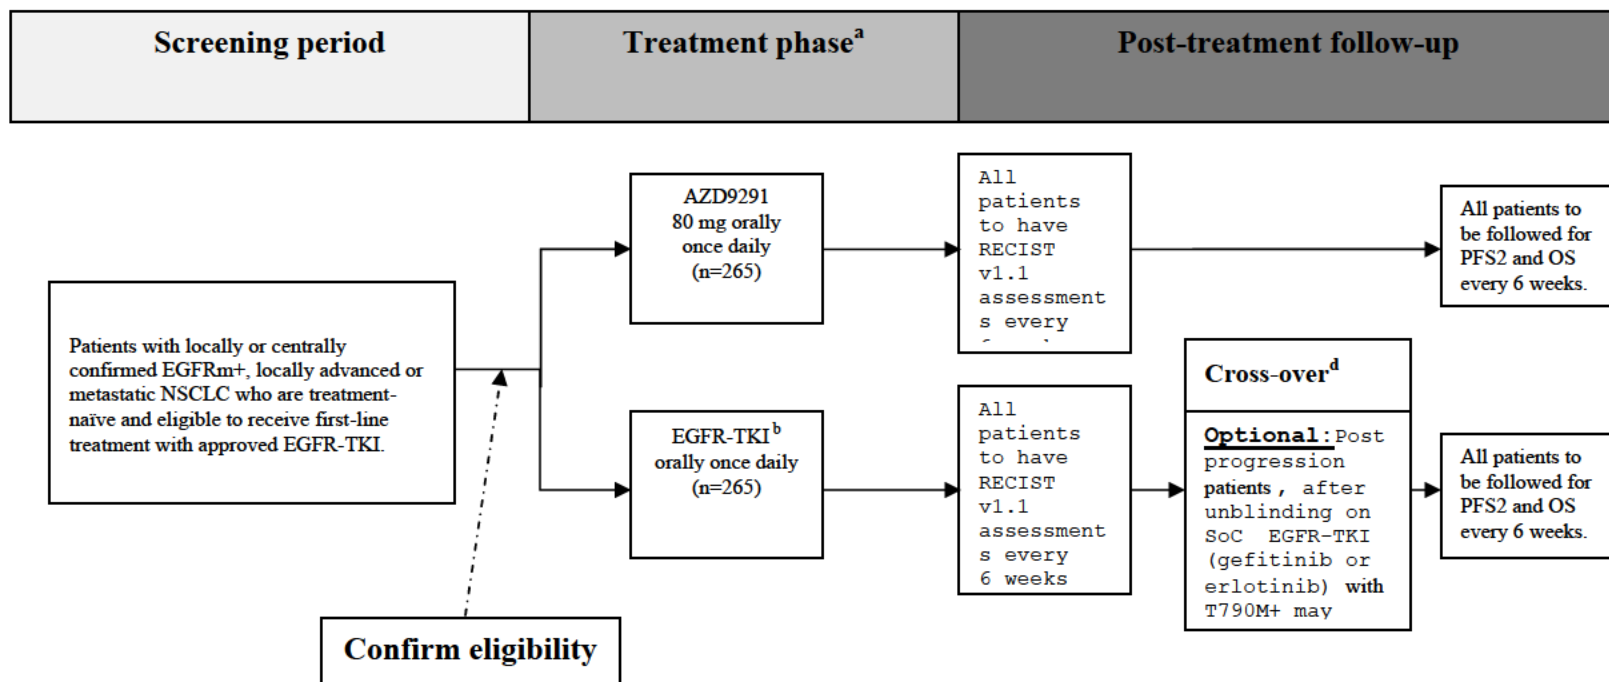 Screening period
Treatment phaseᵃ
Post-treatment follow-up
Patients with locally or centrally
confirmed EGFRm+, locally advanced or
metastatic NSCLC who are treatment-
naïve and eligible to receive first-line
treatment with approved EGFR-TKI.
Confirm eligibility
AZD9291
80 mg orally
once daily
(n=265)
All
patients
to have
RECIST
v1.1
assessment
s every
All patients to
be followed for
PFS2 and OS
every 6 weeks.
EGFR-TKIᵇ
orally once daily
(n=265)
All
patients
to have
RECIST
v1.1
assessment
s every
6 weeks
Cross-overᵈ
Optional:Post
progression
patients, after
unblinding on
SoC EGFR-TKI
(gefitinib or
erlotinib) with
T790M+ may
All patients to
be followed for
PFS2 and OS
every 6 weeks.